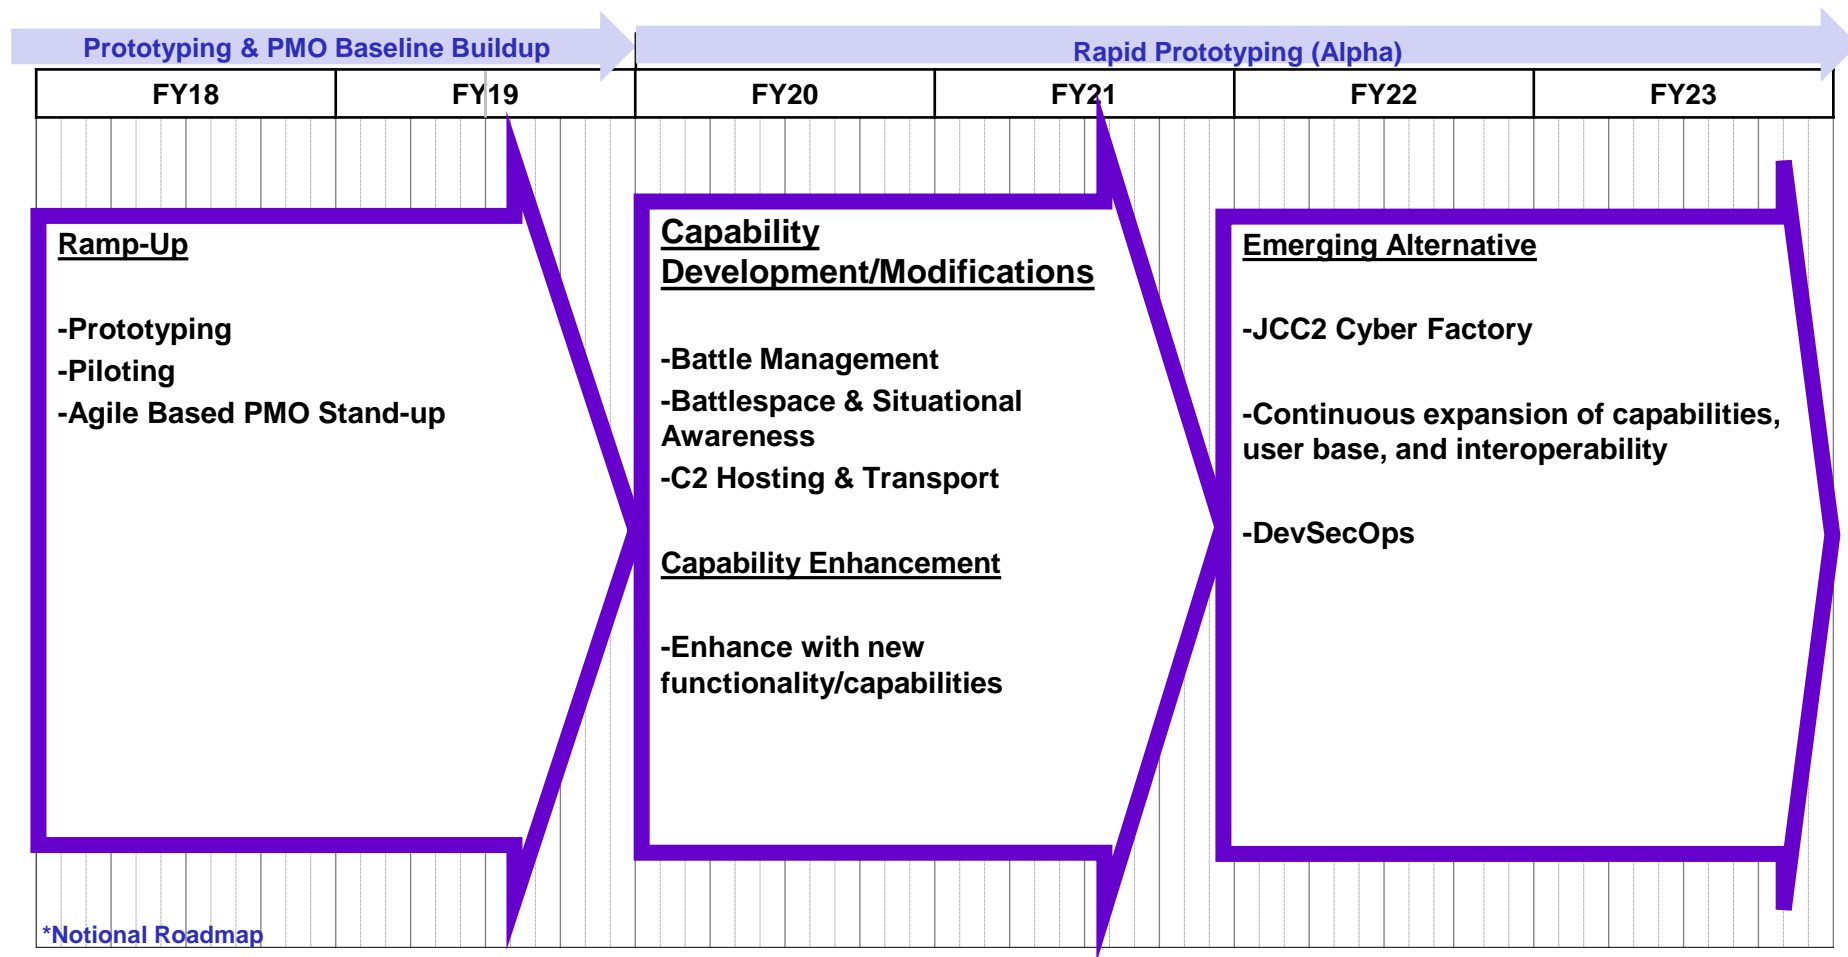 Prototyping & PMO Baseline Buildup
Rapid Prototyping (Alpha)
FY18
FY19
FY20
FY21
FY22
FY23
Ramp-Up
-Prototyping
-Piloting
-Agile Based PMO Stand-up
Capability
Development/Modifications
-Battle Management
-Battlespace & Situational
Awareness
-C2 Hosting & Transport
Capability Enhancement
-Enhance with new
functionality/capabilities
Emerging Alternative
-JCC2 Cyber Factory
-Continuous expansion of capabilities,
user base, and interoperability
-DevSecOps
*Notional Roadmap